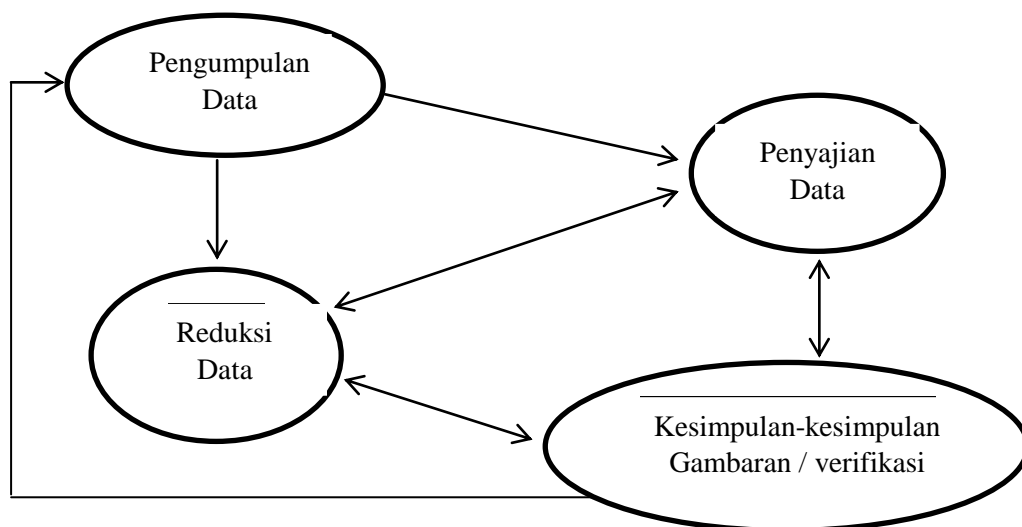 Pengumpulan
Data
Penyajian
Data
Reduksi
Data
Kesimpulan-kesimpulan
Gambaran / verifikasi